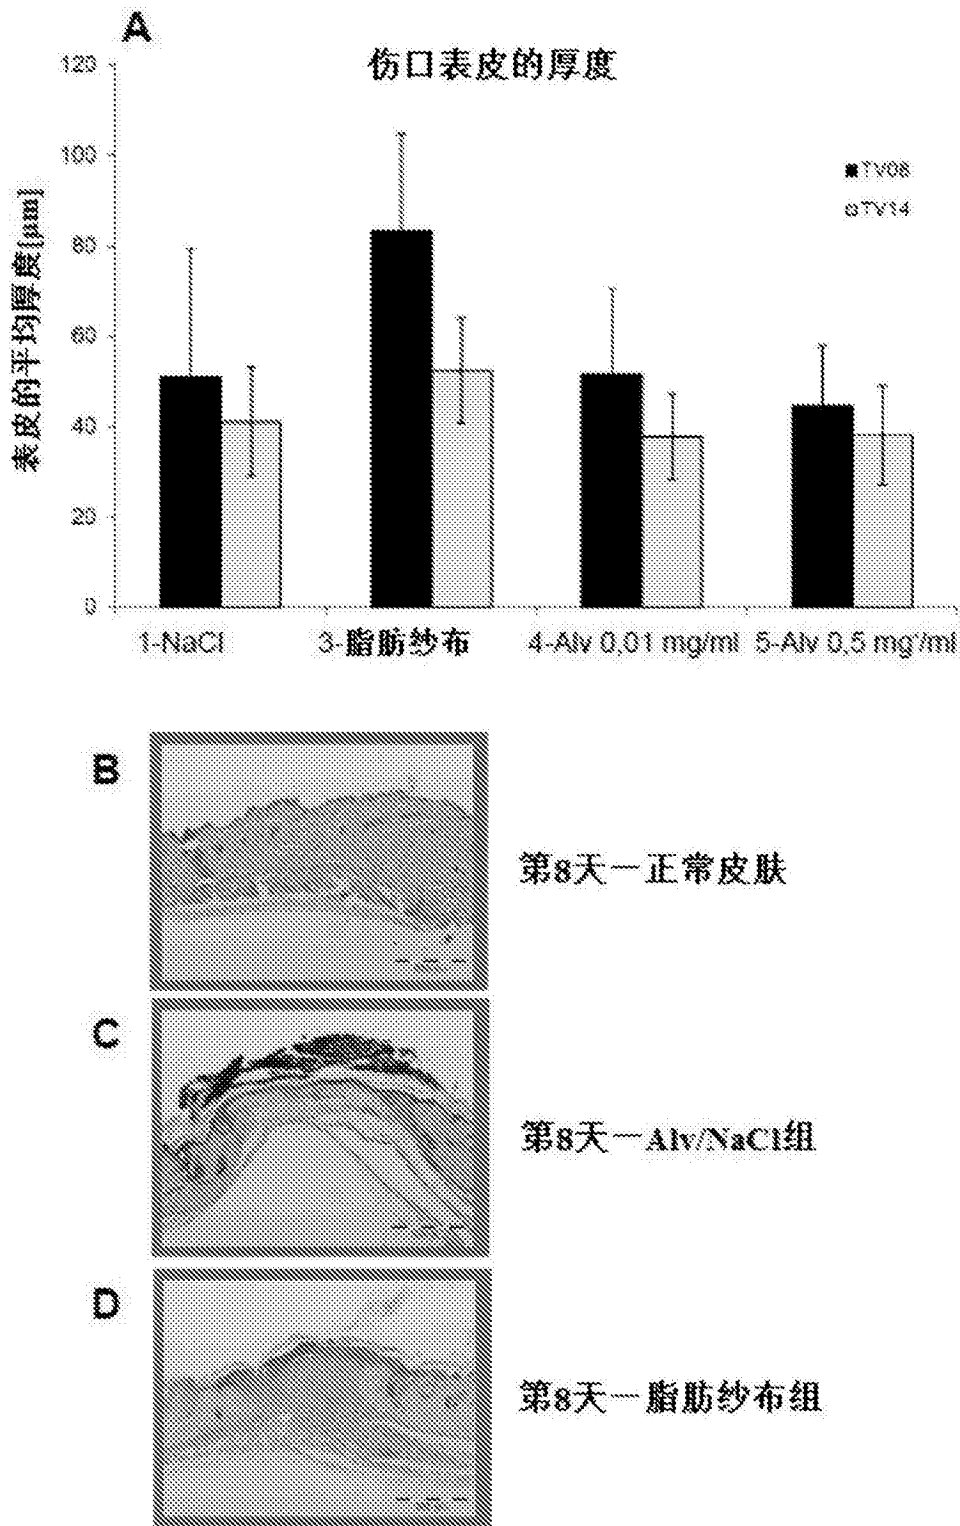 A
伤口表皮的厚度
120
100
80
60
40
20
0
表皮的平均厚度[μm]
TV08
TV14
1-NaCl
3-脂肪纱布
4-Alv 0,01 mg/ml
5-Alv 0,5 mg'/ml
B
第8天一正常皮肤
C
第8天一Alv/NaCl组
D
第8天一脂肪纱布组